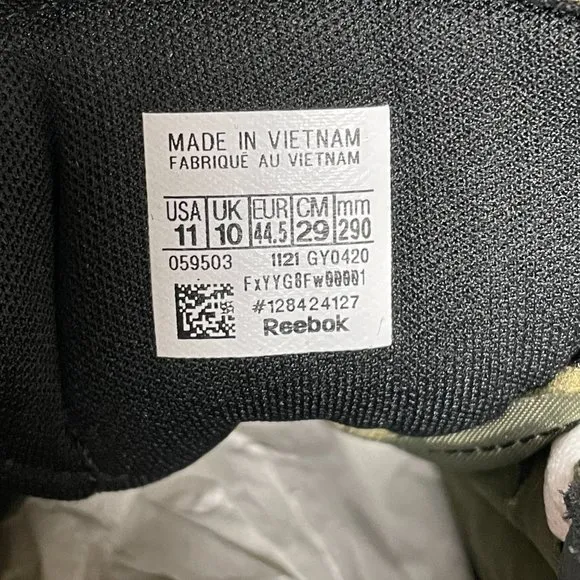 MADE IN VIETNAM
FABRIQUÉ AU VIETNAM
USA UK EUR CM mm
11 10 44.5 29 290
059503 1121 GY0420
FxYYG8Fw00001
#128424127
Reebok